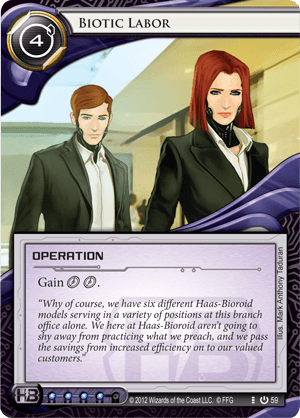 Biotic Labor
4
OPERATION
Gain
.
“Why of course, we have six different Haas-Bioroid
models serving in a variety of positions at this branch
office alone. We here at Haas-Bioroid aren’t going to
shy away from practicing what we preach, and we pass
the savings from increased efficiency on to our valued
customers.”
Illus. Mark Anthony Taduran
HB
© 2012 Wizards of the Coast LLC. © FFG
59